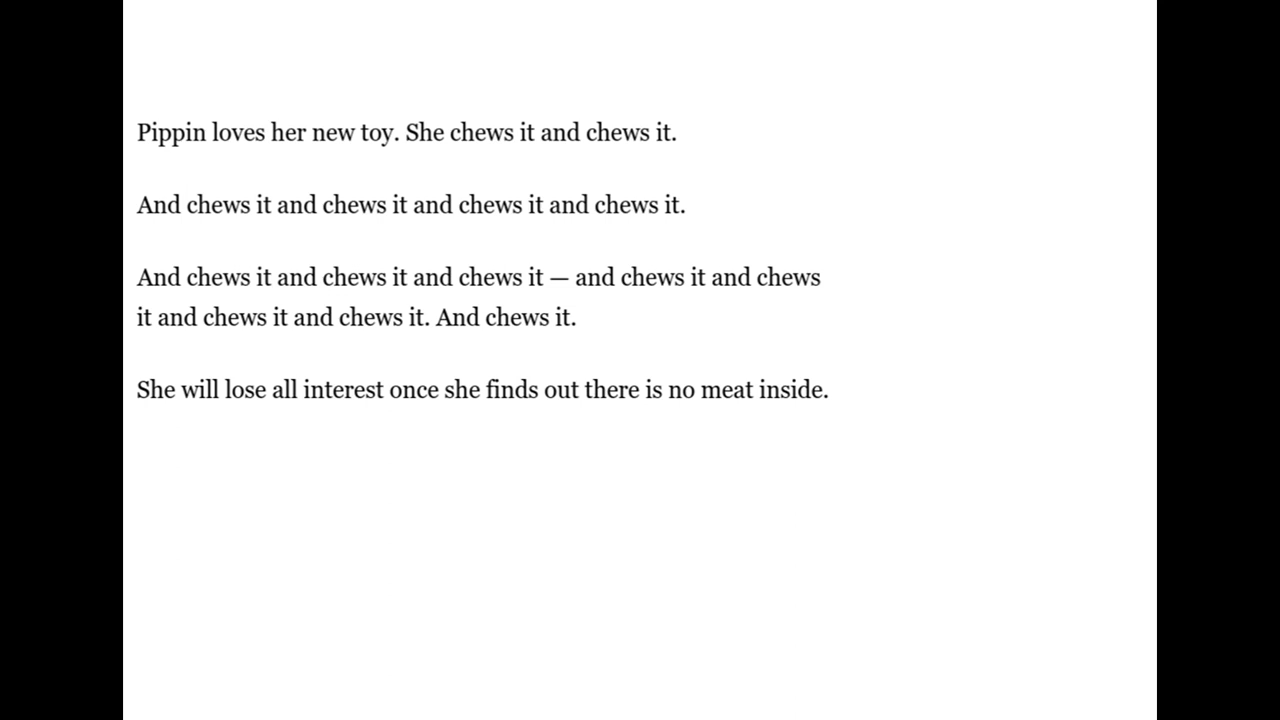 Pippin loves her new toy. She chews it and chews it.
And chews it and chews it and chews it and chews it.
And chews it and chews it and chews it — and chews it and chews
it and chews it and chews it. And chews it.
She will lose all interest once she finds out there is no meat inside.